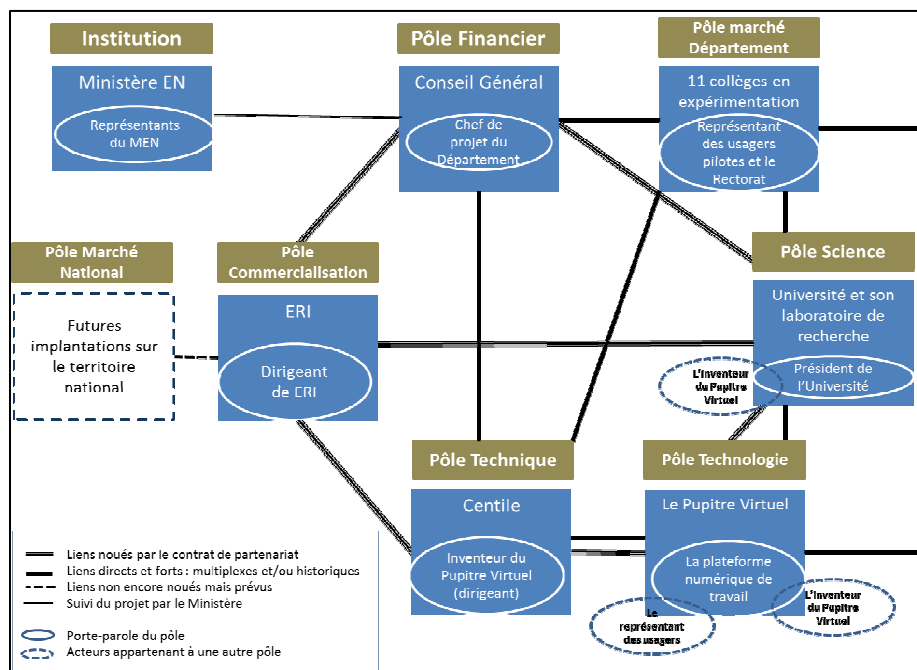 Institution
Ministère EN
Représentants
du MEN
Pôle Financier
Conseil Général
Chef de
projet du
Département
Pôle marché
Département
11 collèges en
expérimentation
Représentant
des usagers
pilotes et le
Rectorat
Pôle Marché
National
Futures
implantations sur
le territoire
national
Pôle
Commercialisation
ERI
Dirigeant
de ERI
Pôle Science
Université et son
laboratoire de
recherche
Président de
l’Université
L’Inventeur
du Pupitre
Virtuel
Pôle Technique
Centile
Inventeur du
Pupitre Virtuel
(dirigeant)
Pôle Technologie
Le Pupitre Virtuel
La plateforme
numérique de
travail
Le
représentant
des usagers
L’Inventeur
du Pupitre
Virtuel
Liens noués par le contrat de partenariat
Liens directs et forts : multiplexes et/ou historiques
Liens non encore noués mais prévus
Suivi du projet par le Ministère
Porte-parole du pôle
Acteurs appartenant à une autre pôle